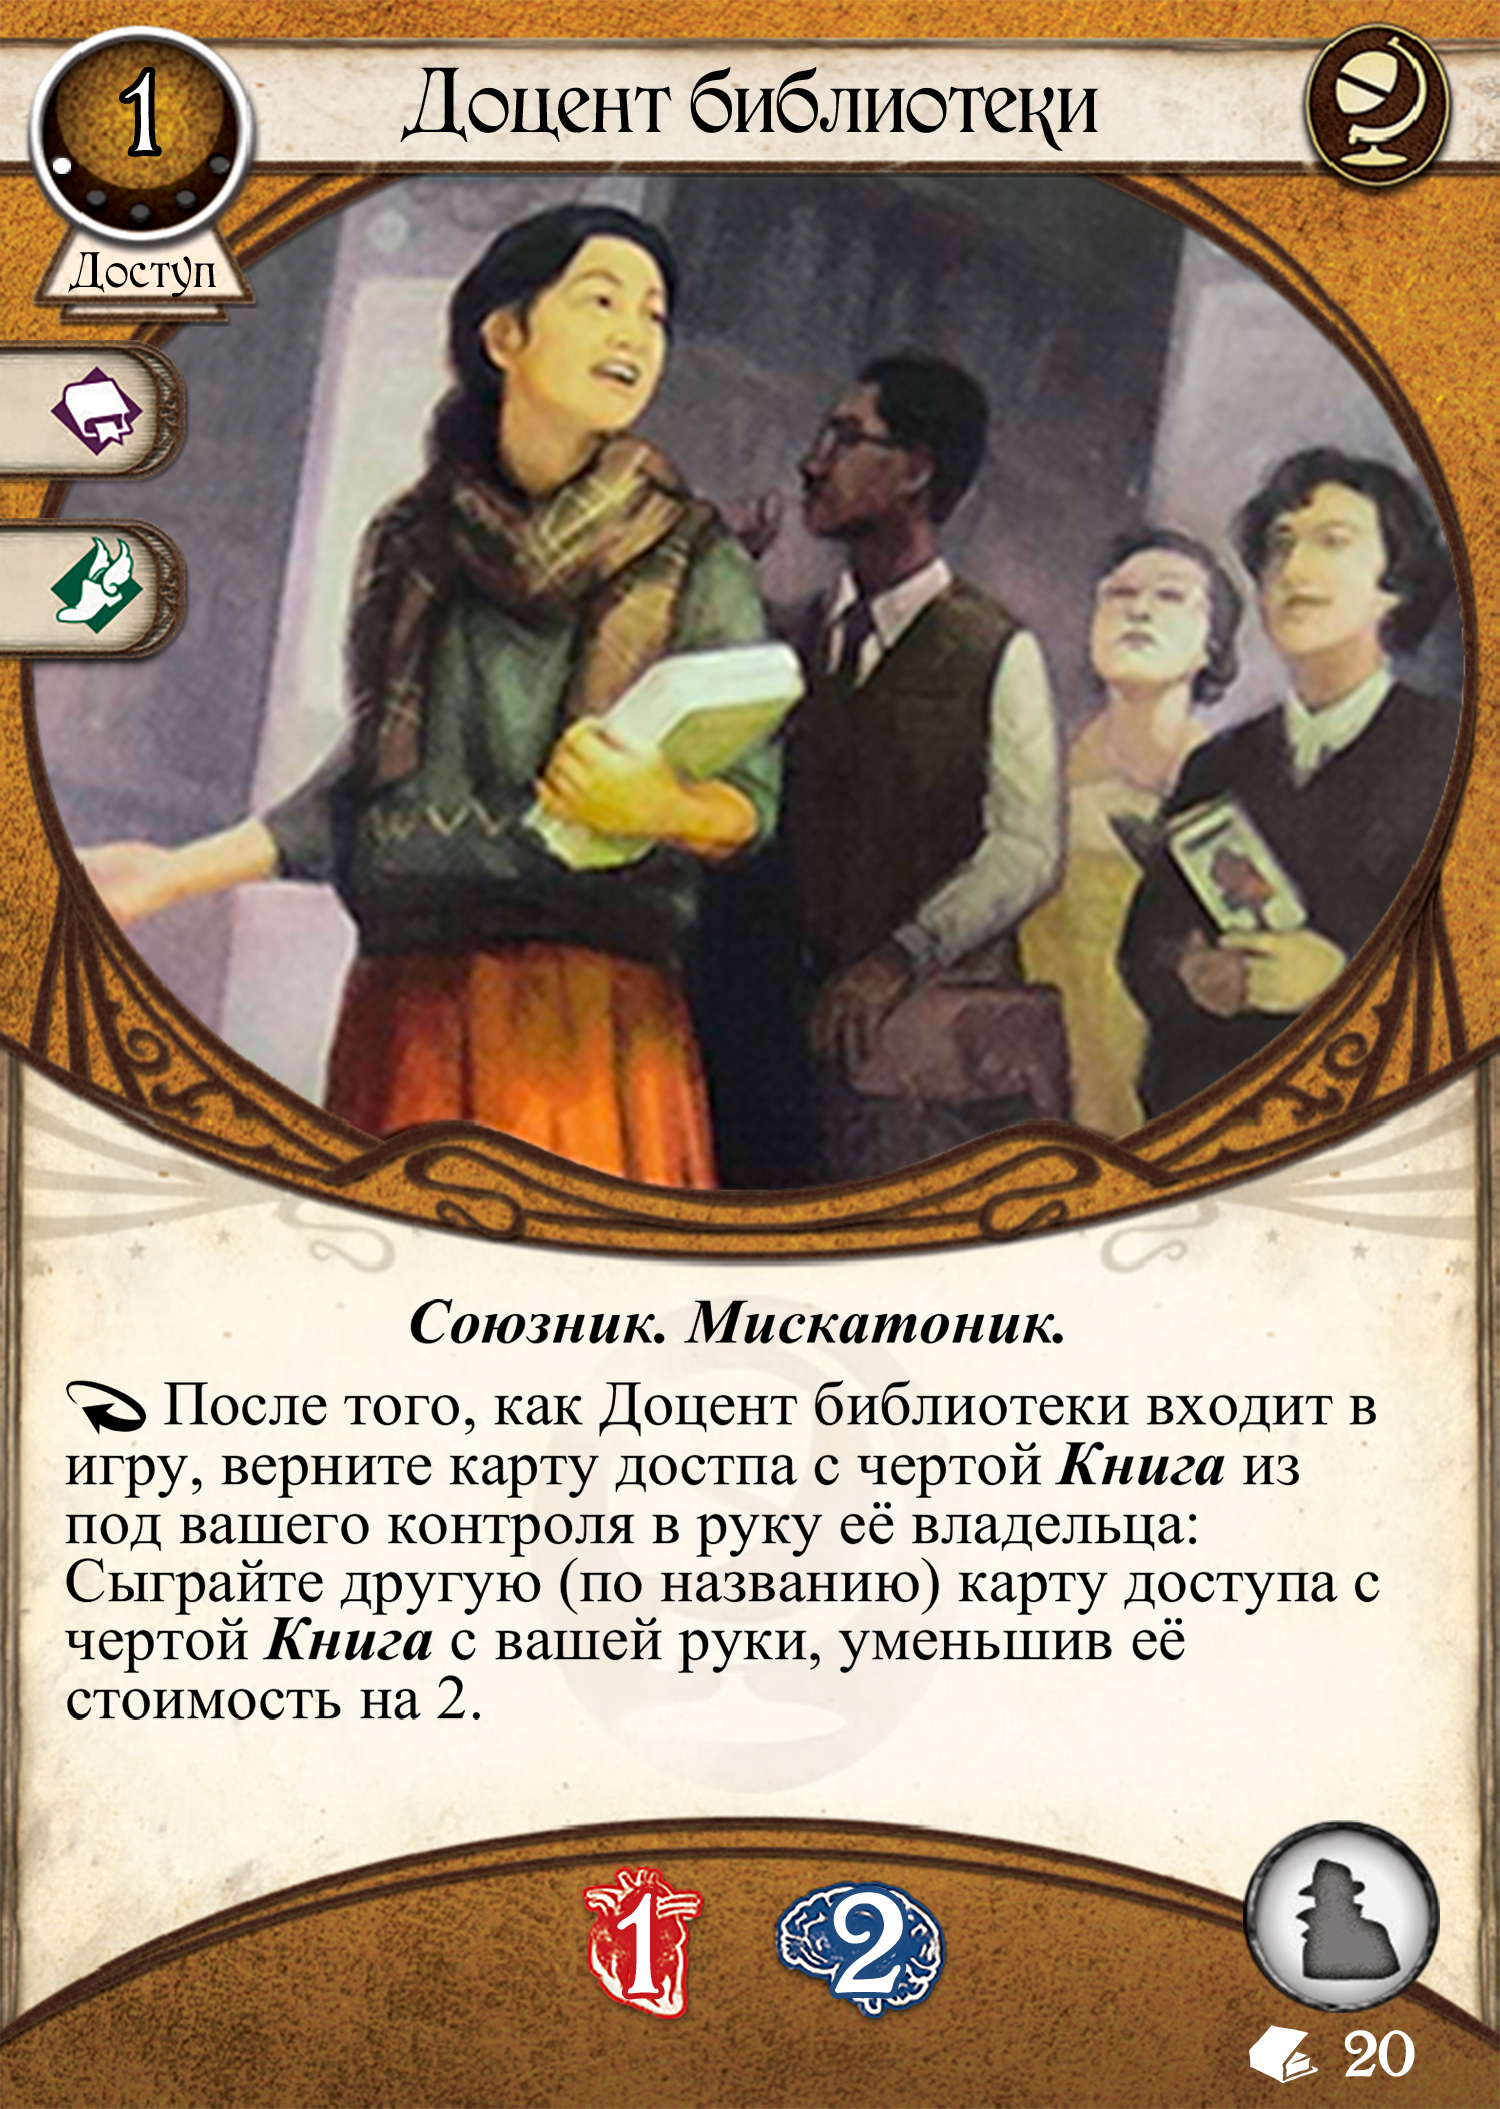 1
Доцент библиотеки
Доступ
Союзник. Мискатоник.
После того, как Доцент библиотеки входит в
игру, верните карту достпа с чертой Книга из
под вашего контроля в руку её владельца:
Сыграйте другую (по названию) карту доступа с
чертой Книга с вашей руки, уменьшив её
стоимость на 2.
1
2
20